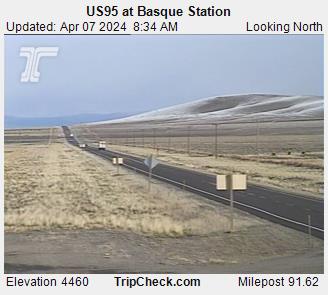 US95 at Basque Station
Updated: Apr 07 2024 8:34 AM Looking North
Elevation 4460 TripCheck.com Milepost 91.62